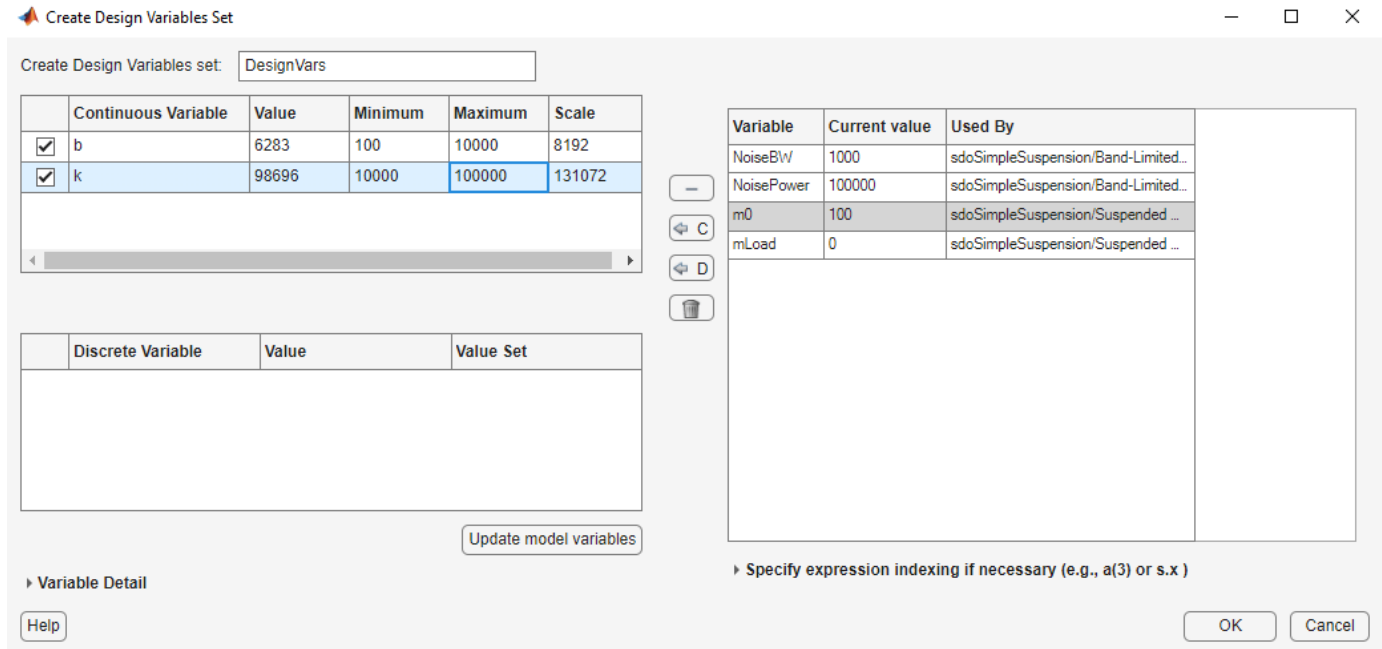 Create Design Variables Set
Create Design Variables set: DesignVars
Continuous Variable Value Minimum Maximum Scale
b 6283 100 10000 8192
k 98696 10000 100000 131072
Discrete Variable Value Value Set
Update model variables
Variable Detail
Help
C
D
Variable Current value Used By
NoiseBW 1000 sdoSimpleSuspension/Band-Limited...
NoisePower 100000 sdoSimpleSuspension/Band-Limited...
m0 100 sdoSimpleSuspension/Suspended ...
mLoad 0 sdoSimpleSuspension/Suspended ...
Specify expression indexing if necessary (e.g., a(3) or s.x )
OK Cancel